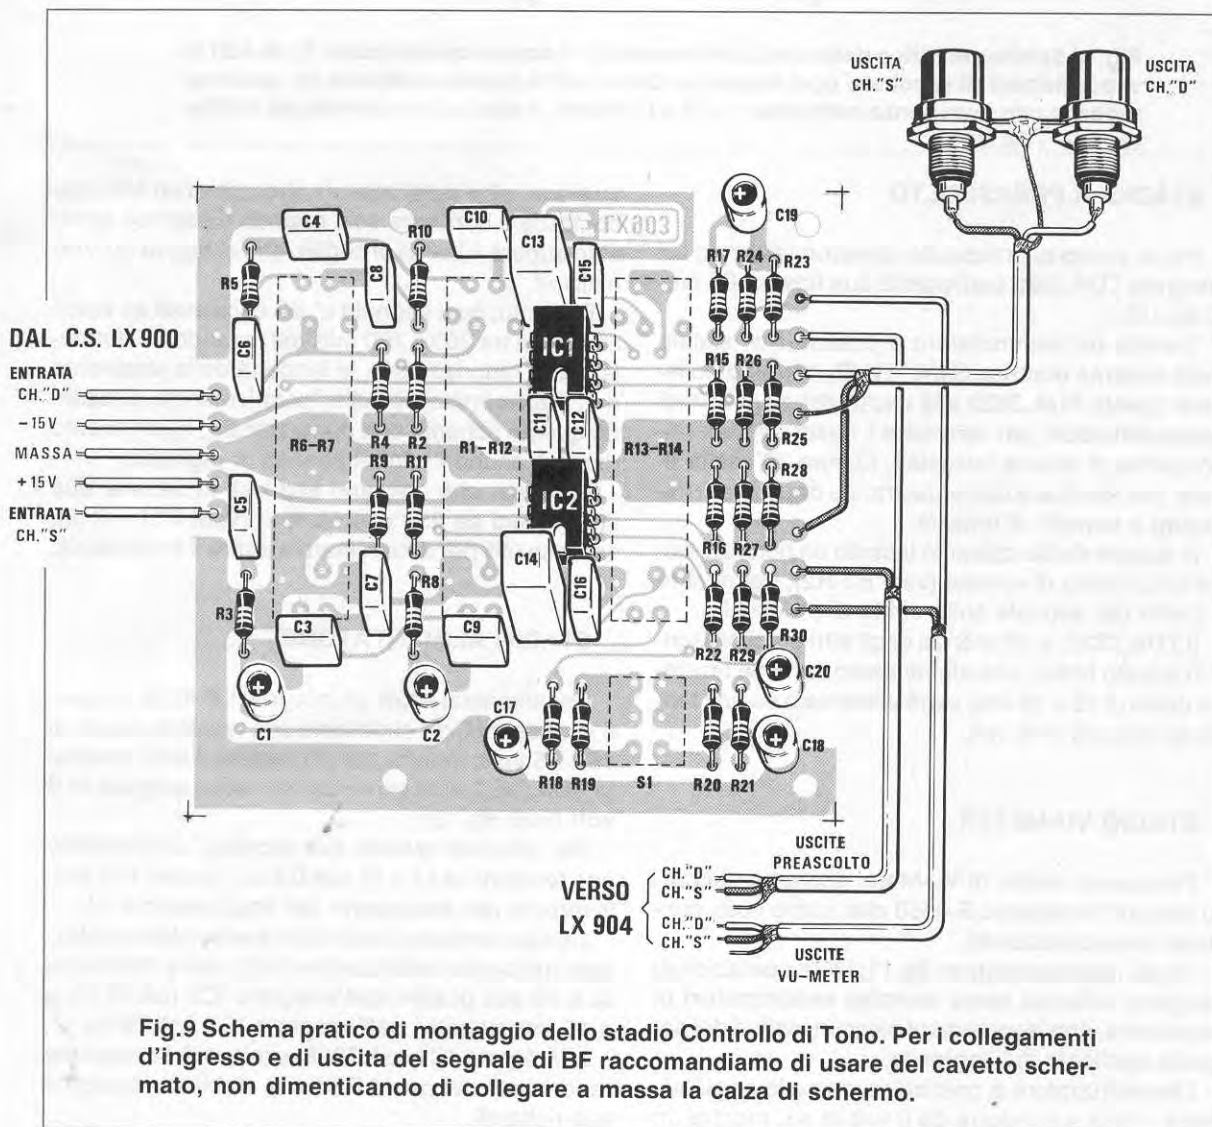 USCITA
CH."S"
USCITA
CH."D"
C4
C10
R10
C13
LX903
C19
C8
C15
R17
R24
R23
R5
DAL C.S. LX900
C6
IC1
ENTRATA
CH."D"
R15
R26
–15V
R6–R7
R4
R2
R1–R12
C11
C12
R13–R14
R25
MASSA
R9
R11
R28
+15V
C5
IC2
ENTRATA
CH."S"
R16
R27
C14
C7
R8
C16
R3
C3
C9
R22
R29
R30
C20
C1
C2
C17
C18
R18
R19
S1
R20
R21
USCITE
PREASCOLTO
VERSO
LX 904
CH."D"
CH."S"
CH."D"
CH."S"
USCITE
VU-METER
Fig.9 Schema pratico di montaggio dello stadio Controllo di Tono. Per i collegamenti
d'ingresso e di uscita del segnale di BF raccomandiamo di usare del cavetto scher-
mato, non dimenticando di collegare a massa la calza di schermo.